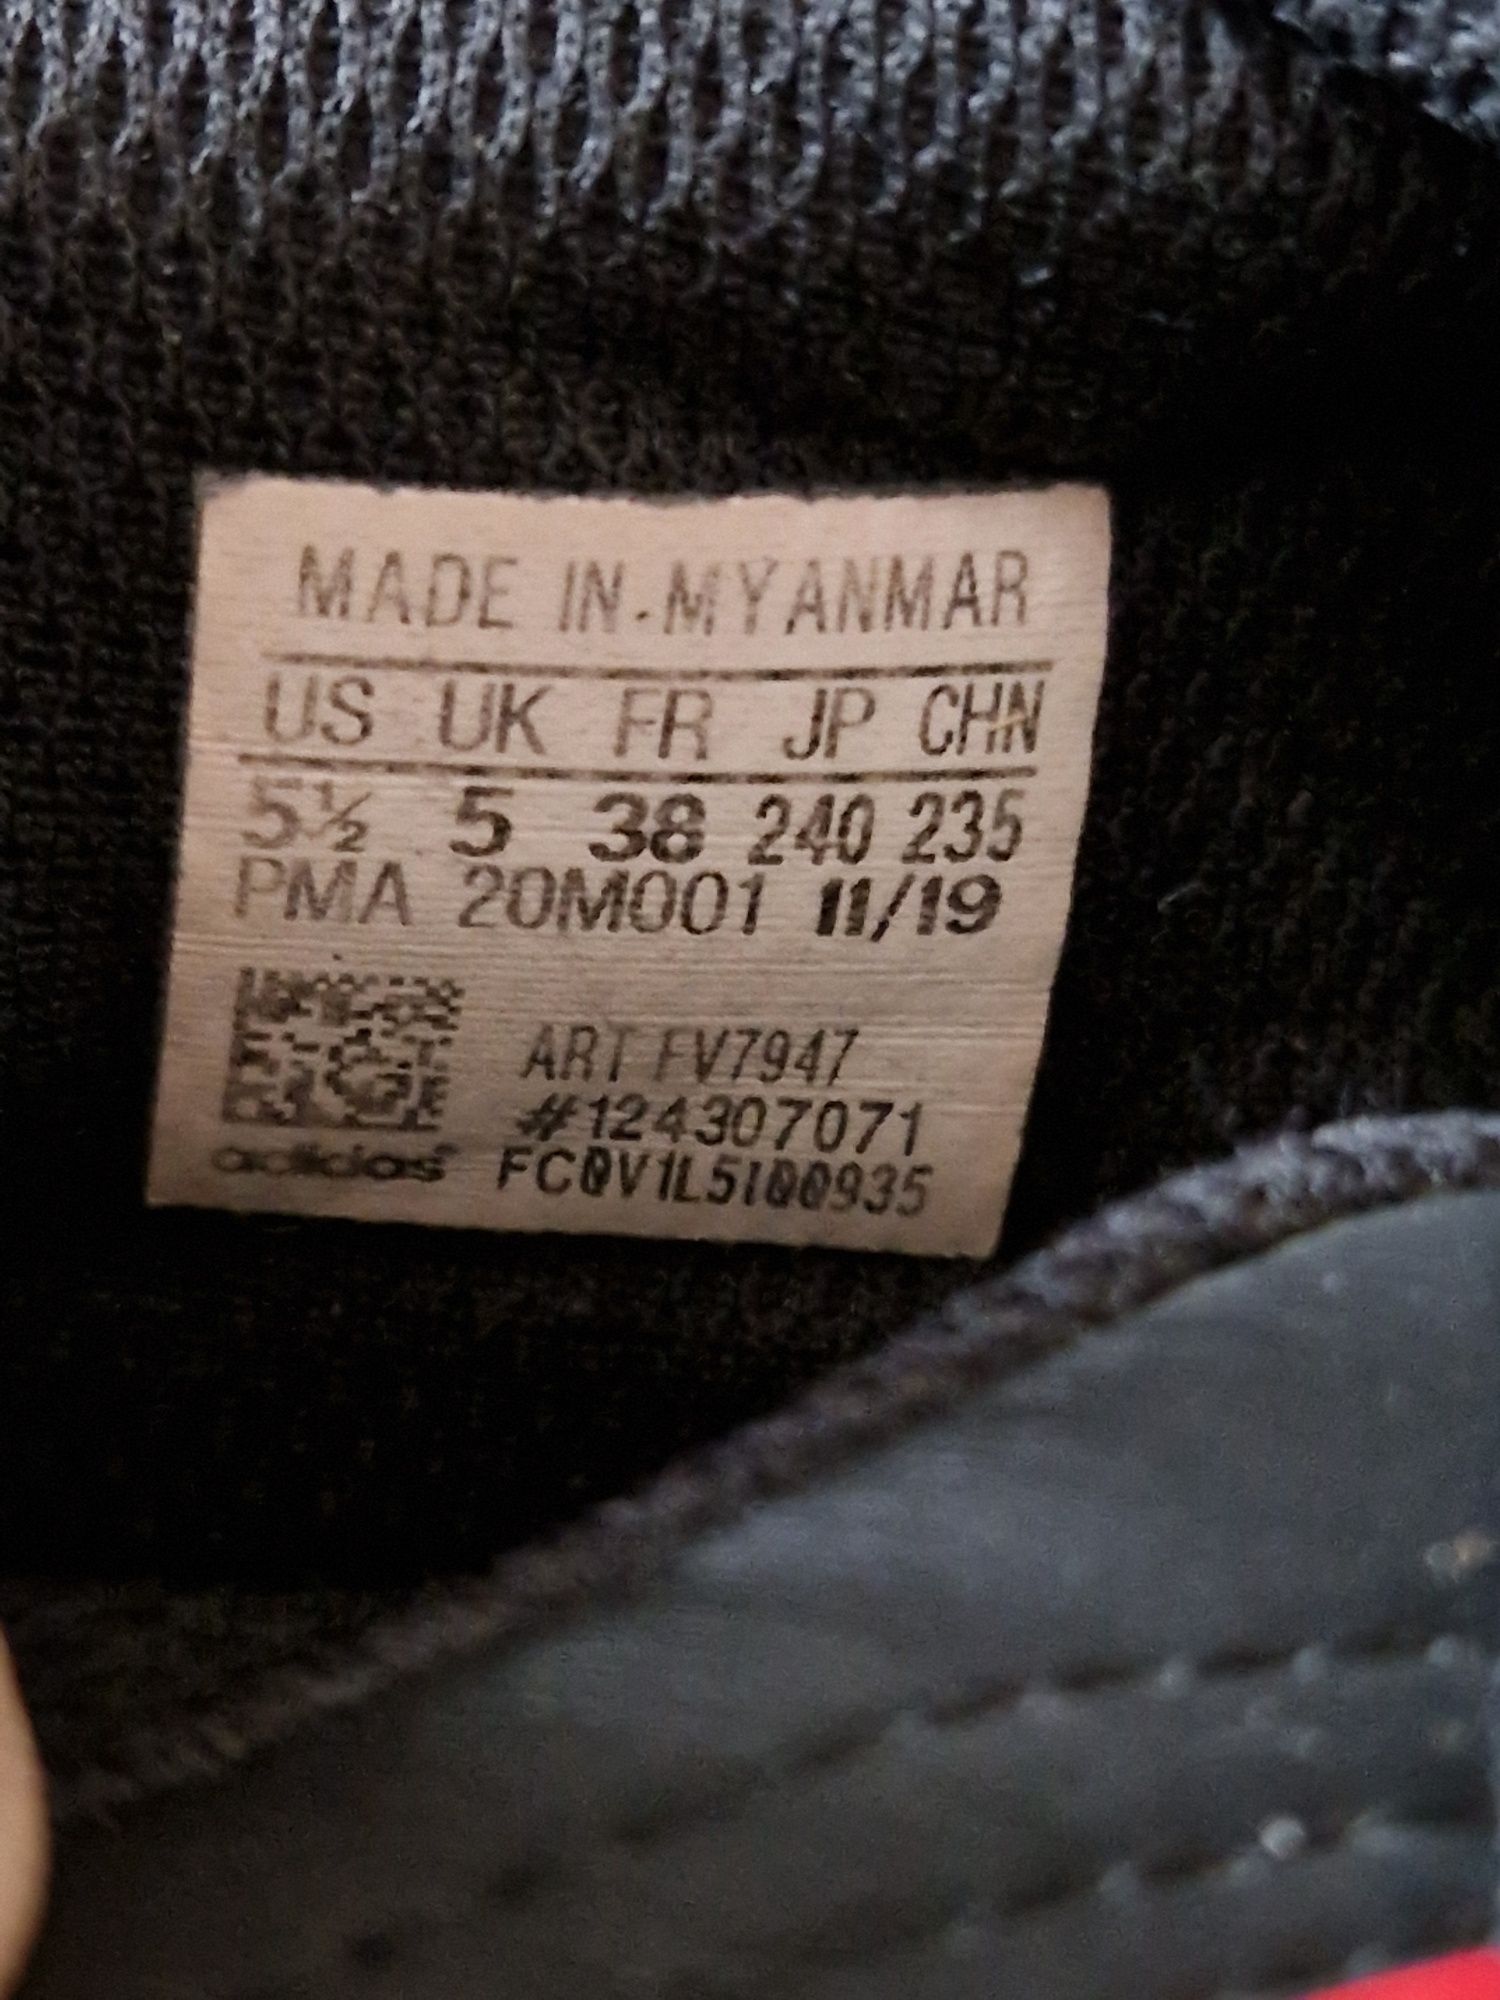 MADE IN MYANMAR
US UK FR JP CHN
5½ 5 38 240 235
PMA 20M001 11/19
ART FV7947
#124307071
adidas FC0V1L5I00935